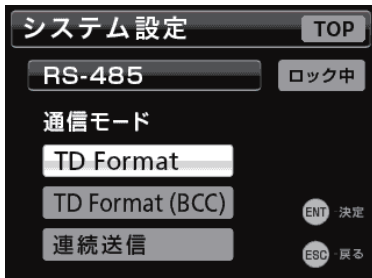 システム設定 TOP
RS-485 ロック中
通信モード
TD Format
TD Format (BCC)
ENT 決定
連続送信
ESC 戻る